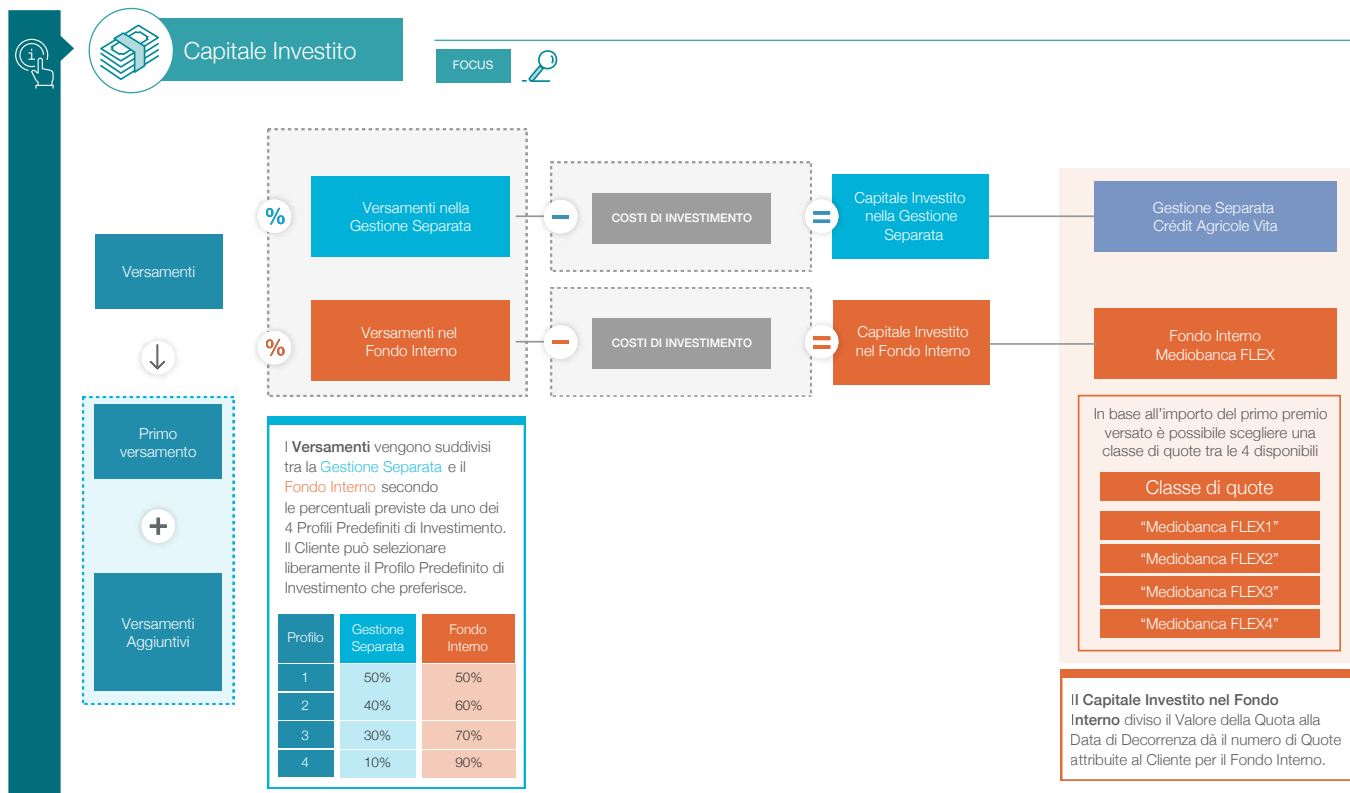 Capitale Investito
FOCUS
Versamenti
Primo
versamento
+
Versamenti
Aggiuntivi
%
Versamenti nella
Gestione Separata
–
COSTI DI INVESTIMENTO
=
Capitale Investito
nella Gestione
Separata
Gestione Separata
Crédit Agricole Vita
%
Versamenti nel
Fondo Interno
–
COSTI DI INVESTIMENTO
=
Capitale Investito
nel Fondo Interno
Fondo Interno
Mediobanca FLEX
I Versamenti vengono suddivisi
tra la Gestione Separata e il
Fondo Interno secondo
le percentuali previste da uno dei
4 Profili Predefiniti di Investimento.
Il Cliente può selezionare
liberamente il Profilo Predefinito di
Investimento che preferisce.
Profilo Gestione Separata Fondo Interno
1 50% 50%
2 40% 60%
3 30% 70%
4 10% 90%
In base all’importo del primo premio
versato è possibile scegliere una
classe di quote tra le 4 disponibili
Classe di quote
“Mediobanca FLEX1”
“Mediobanca FLEX2”
“Mediobanca FLEX3”
“Mediobanca FLEX4”
Il Capitale Investito nel Fondo
Interno diviso il Valore della Quota alla
Data di Decorrenza dà il numero di Quote
attribuite al Cliente per il Fondo Interno.